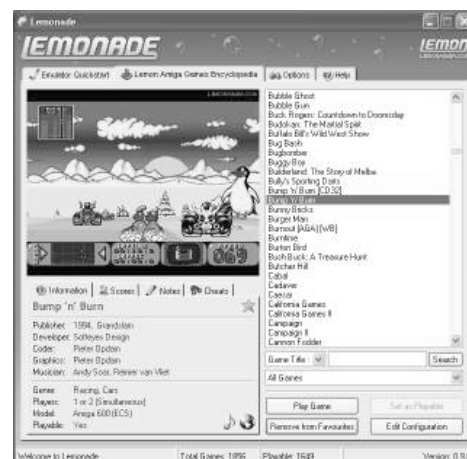 Lemonade
LEMONADE
LEMON
Emulator Quickstart
Lemon Amiga Games Encyclopedia
Options
Help
Bubble Ghost
Bubble Gun
Buck Rogers: Countdown to Doomsday
Budokan: The Martial Spirit
Buffalo Bill's Wild West Show
Bug Bash
Bugbomber
Buggy Boy
Builderland: The Story of Melba
Bully's Sporting Darts
Bump 'n' Burn [CD32]
Bump 'n' Burn
Bunny Bricks
Burger Man
Burnout (AGA) [WB]
Burntime
Burton Bird
Bush Buck: A Treasure Hunt
Butcher Hill
Cabal
Cadaver
Caesar
California Games
California Games II
Campaign
Campaign II
Cannon Fodder
Information
Scores
Notes
Cheats
Bump 'n' Burn
Publisher: 1994, Grandslam
Developer: Softeyes Design
Coder: Pieter Opdam
Graphics: Pieter Opdam
Musician: Andy Soar, Reinier van Vliet
Genre: Racing, Cars
Players: 1 or 2 (Simultaneous)
Model: Amiga 600 (ECS)
Playable: Yes
Game Title:
Search
All Games
Play Game
Set as Playable
Remove from Favourites
Edit Configuration
Welcome to Lemonade
Total Games: 1856
Playable: 1649
Version: 0.9